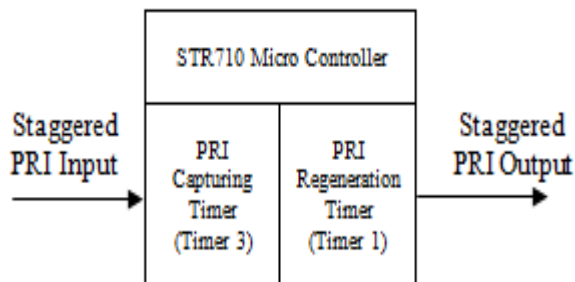 STR710 Micro Controller
Staggered
PRI Input
PRI
Capturing
Timer
(Timer 3)
PRI
Regeneration
Timer
(Timer 1)
Staggered
PRI Output